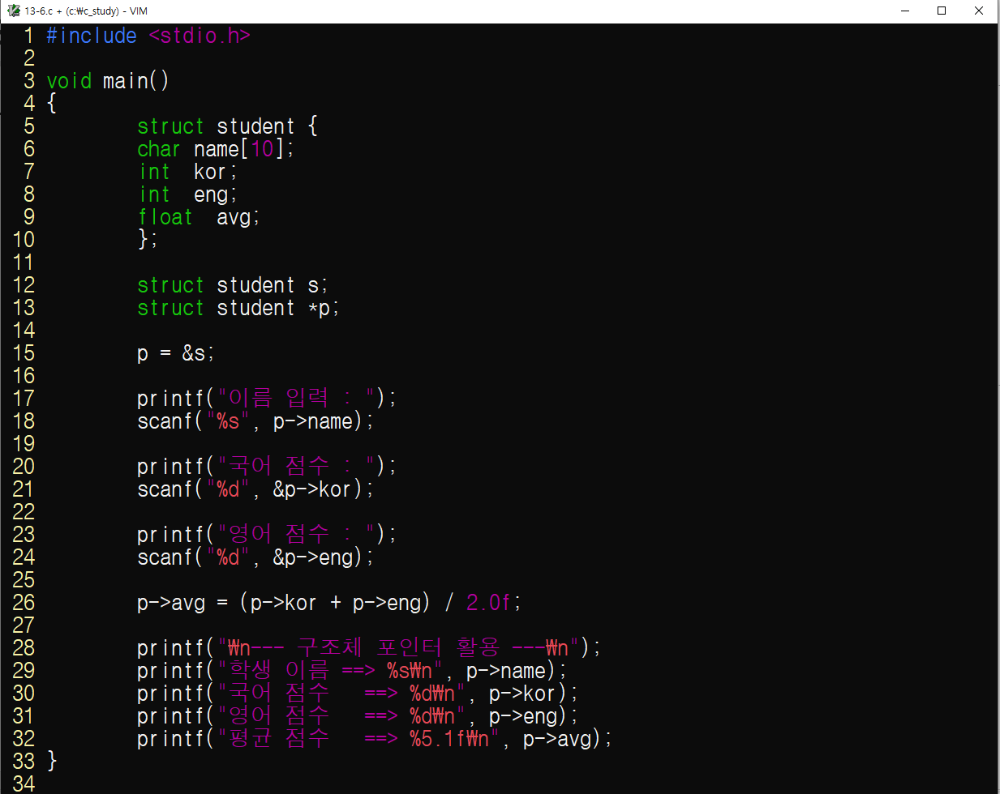 13-6.c + (c:₩c_study) - VIM
1 #include <stdio.h>
2
3 void main()
4 {
5         struct student {
6         char name[10];
7         int  kor;
8         int  eng;
9         float  avg;
10         };
11
12         struct student s;
13         struct student *p;
14
15         p = &s;
16
17         printf("이름 입력 : ");
18         scanf("%s", p->name);
19
20         printf("국어 점수 : ");
21         scanf("%d", &p->kor);
22
23         printf("영어 점수 : ");
24         scanf("%d", &p->eng);
25
26         p->avg = (p->kor + p->eng) / 2.0f;
27
28         printf("₩n--- 구조체 포인터 활용 ---₩n");
29         printf("학생 이름 ==> %s₩n", p->name);
30         printf("국어 점수   ==> %d₩n", p->kor);
31         printf("영어 점수   ==> %d₩n", p->eng);
32         printf("평균 점수   ==> %5.1f₩n", p->avg);
33 }
34